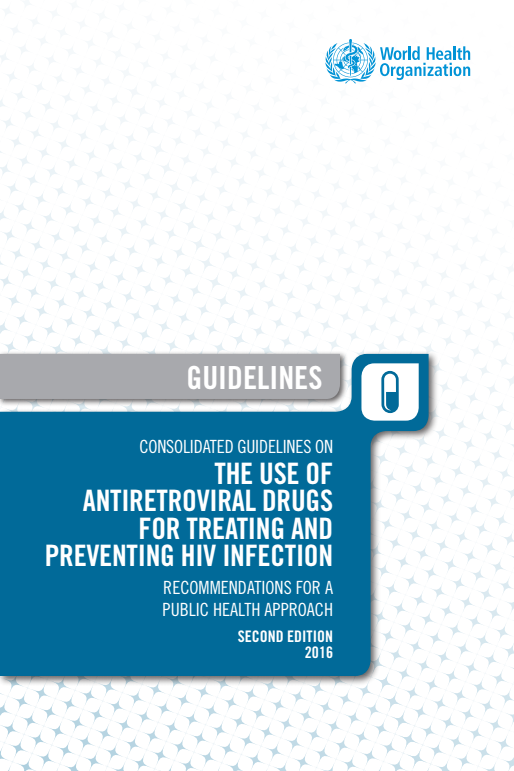 World Health
Organization
GUIDELINES
CONSOLIDATED GUIDELINES ON
THE USE OF
ANTIRETROVIRAL DRUGS
FOR TREATING AND
PREVENTING HIV INFECTION
RECOMMENDATIONS FOR A
PUBLIC HEALTH APPROACH
SECOND EDITION
2016